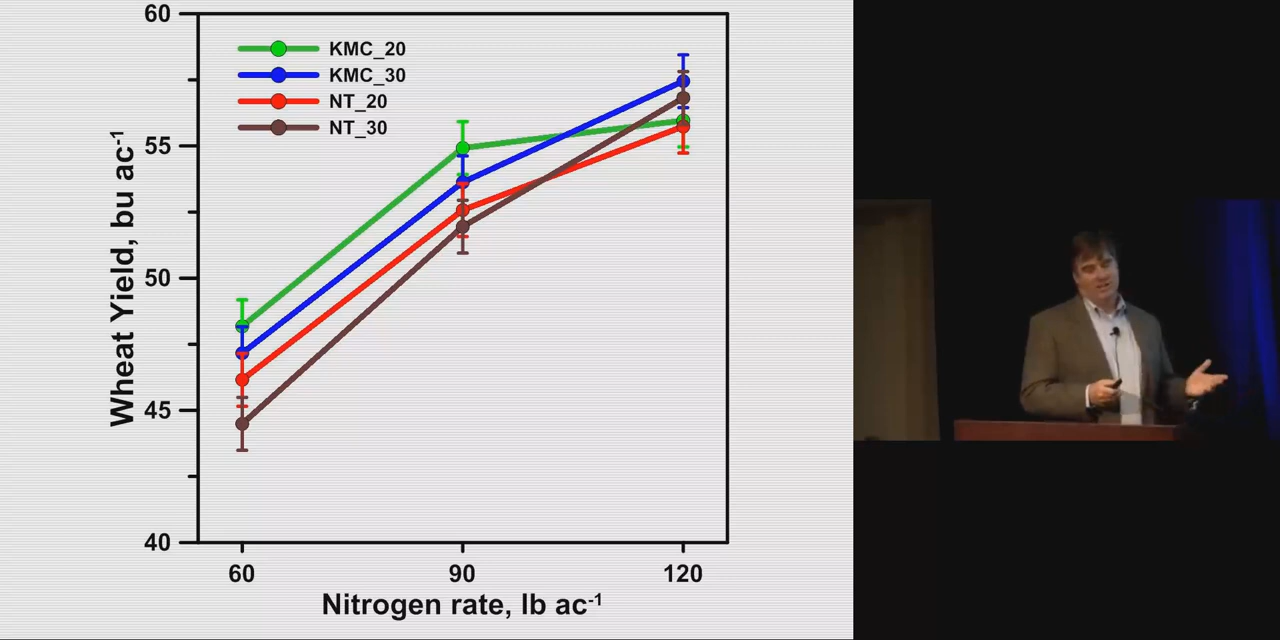 60
KMC_20
KMC_30
NT_20
NT_30
55
50
45
40
Wheat Yield, bu ac-1
60 90 120
Nitrogen rate, lb ac-1